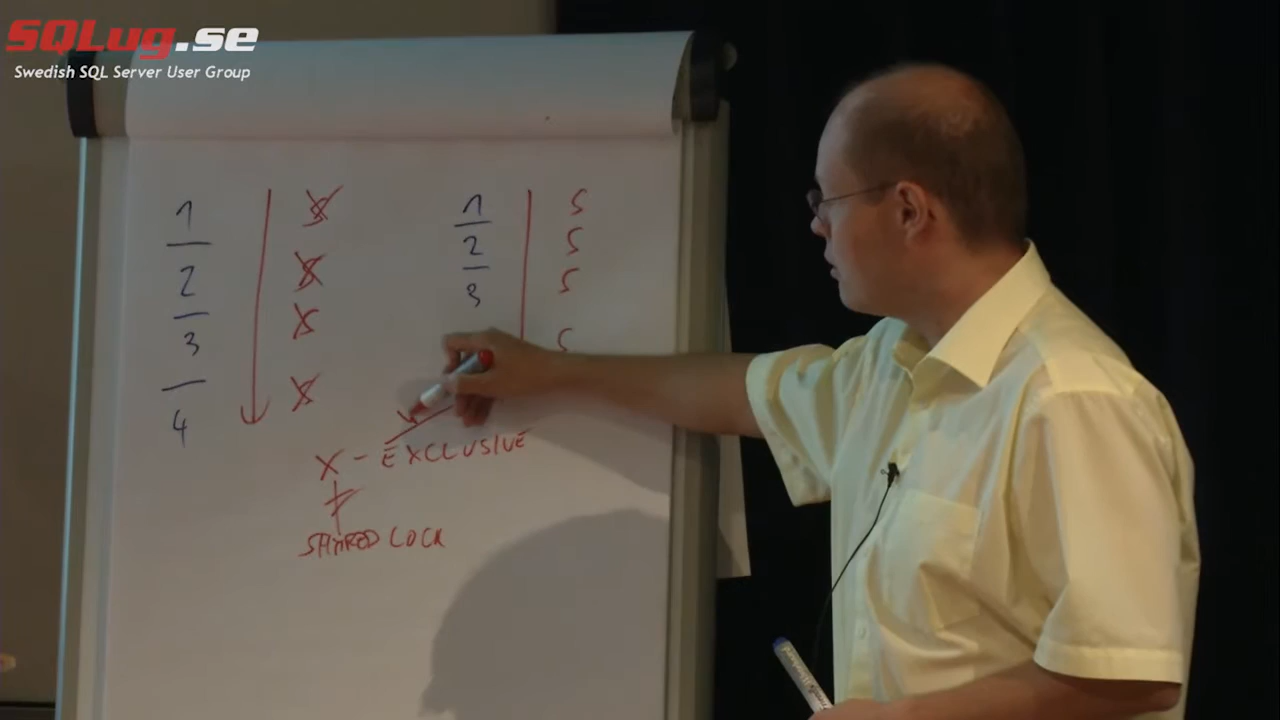 SQLug.se
Swedish SQL Server User Group
1 X 1 S
2 X 2 S
3 X 3 S
4 X S
X - EXCLUSIVE
SHARED LOCK